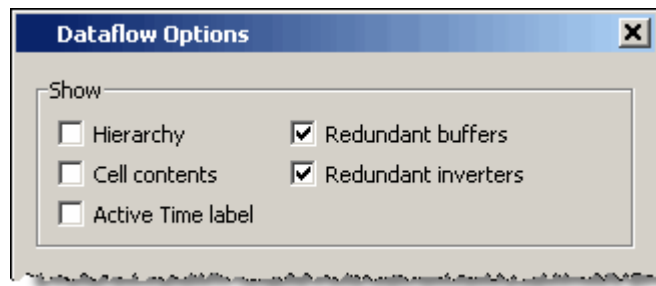 Dataflow Options
Show
Hierarchy
Redundant buffers
Cell contents
Redundant inverters
Active Time label